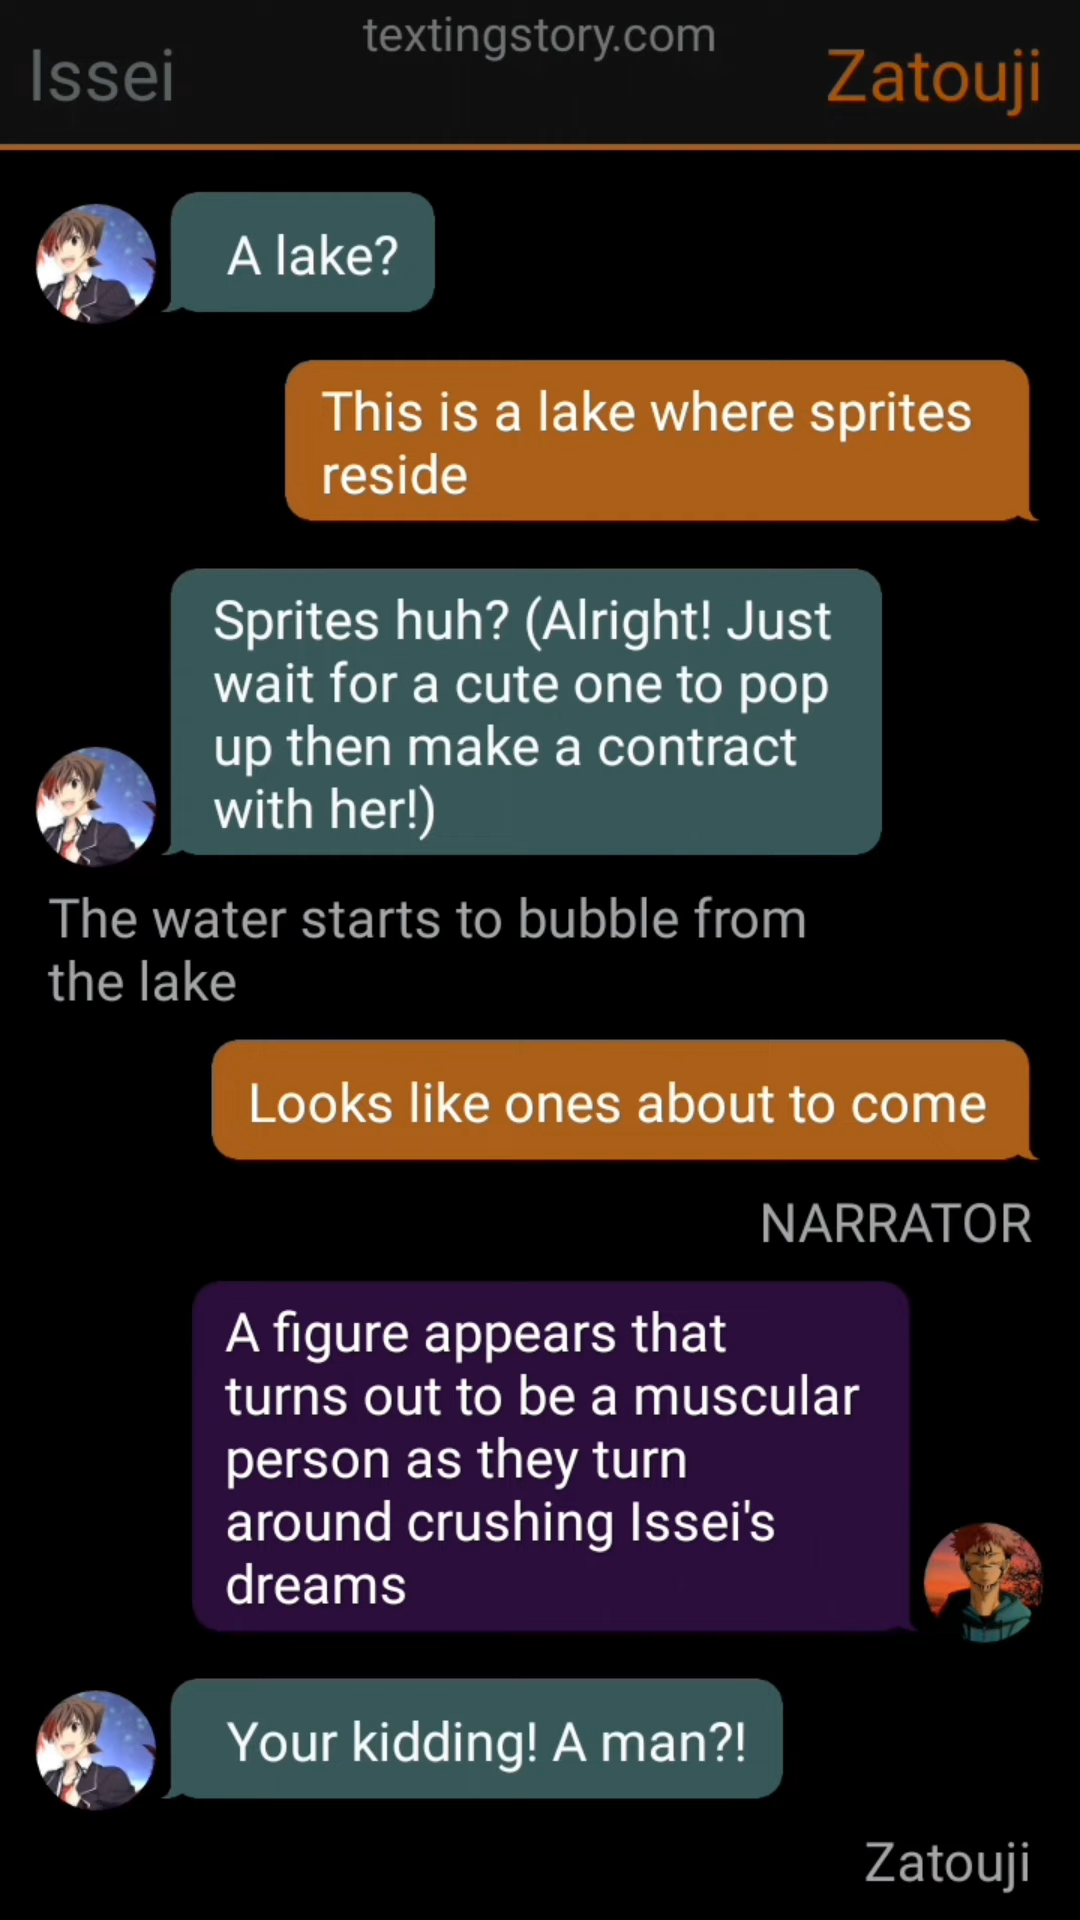 textingstory.com
Issei
Zatouji
A lake?
This is a lake where sprites
reside
Sprites huh? (Alright! Just
wait for a cute one to pop
up then make a contract
with her!)
The water starts to bubble from
the lake
Looks like ones about to come
NARRATOR
A figure appears that
turns out to be a muscular
person as they turn
around crushing Issei's
dreams
Your kidding! A man?!
Zatouji